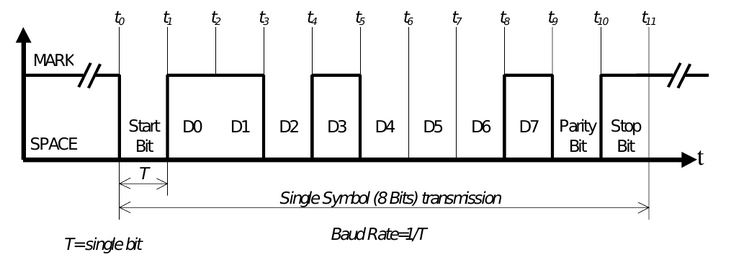 t0 t1 t2 t3 t4 t5 t6 t7 t8 t9 t10 t11
MARK
Start Bit D0 D1 D2 D3 D4 D5 D6 D7 Parity Bit Stop Bit
SPACE
t
T
Single Symbol (8 Bits) transmission
Baud Rate=1/T
T=single bit